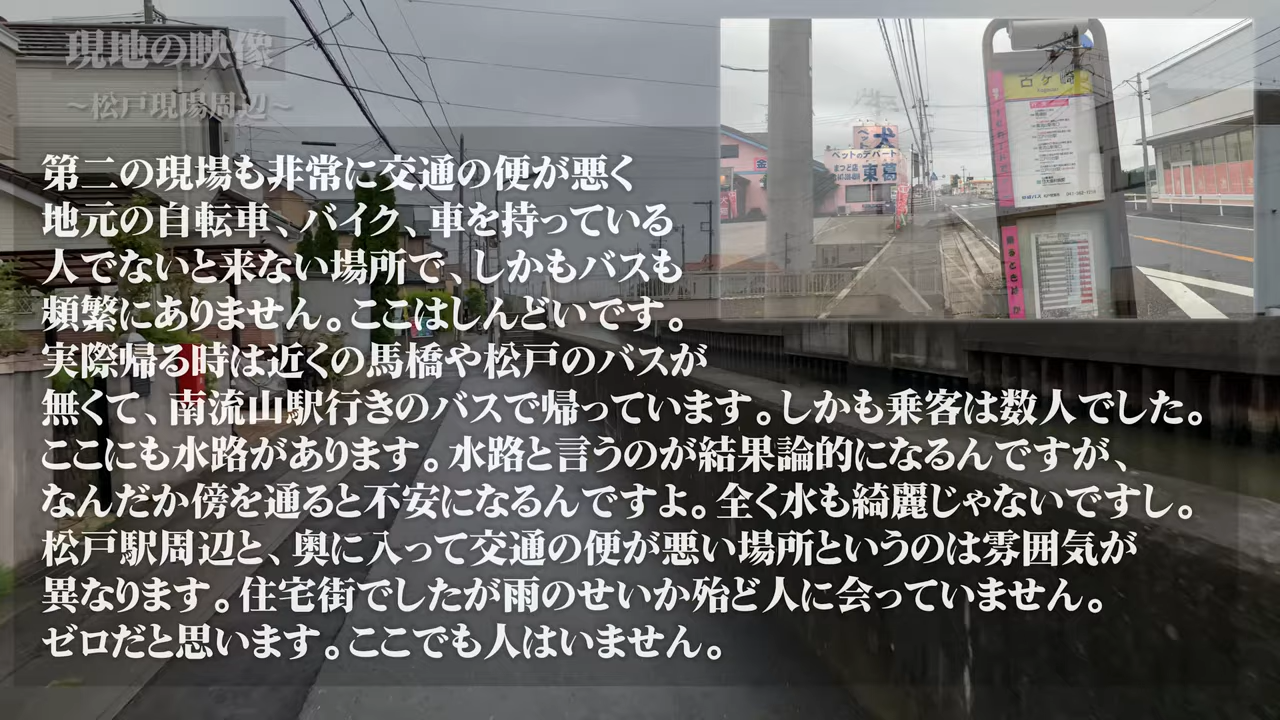 現地の映像
～松戸現場周辺～
第二の現場も非常に交通の便が悪く
地元の自転車、バイク、車を持っている
人でないと来ない場所で、しかもバスも
頻繁にありません。ここはしんどいです。
実際帰る時は近くの馬橋や松戸のバスが
無くて、南流山駅行きのバスで帰っています。しかも乗客は数人でした。
ここにも水路があります。水路と言うのが結果論的になるんですが、
なんだか傍を通ると不安になるんですよ。全く水も綺麗じゃないですし。
松戸駅周辺と、奥に入って交通の便が悪い場所というのは雰囲気が
異なります。住宅街でしたが雨のせいか殆ど人に会っていません。
ゼロだと思います。ここでも人はいません。
古ヶ崎
犬
ペット
ペットのデパート
東葛